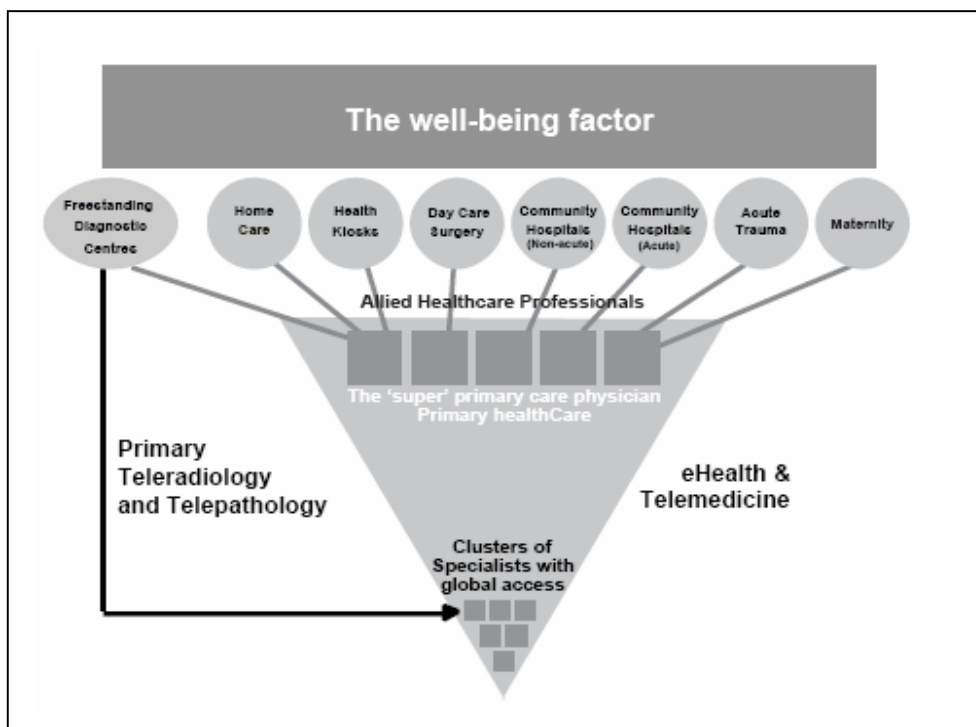 The well-being factor
Freestanding
Diagnostic
Centres
Home
Care
Health
Kiosks
Day Care
Surgery
Community
Hospitals
(Non-acute)
Community
Hospitals
(Acute)
Acute
Trauma
Maternity
Allied Healthcare Professionals
The ‘super’ primary care physician
Primary healthCare
Primary
Teleradiology
and Telepathology
eHealth &
Telemedicine
Clusters of
Specialists with
global access